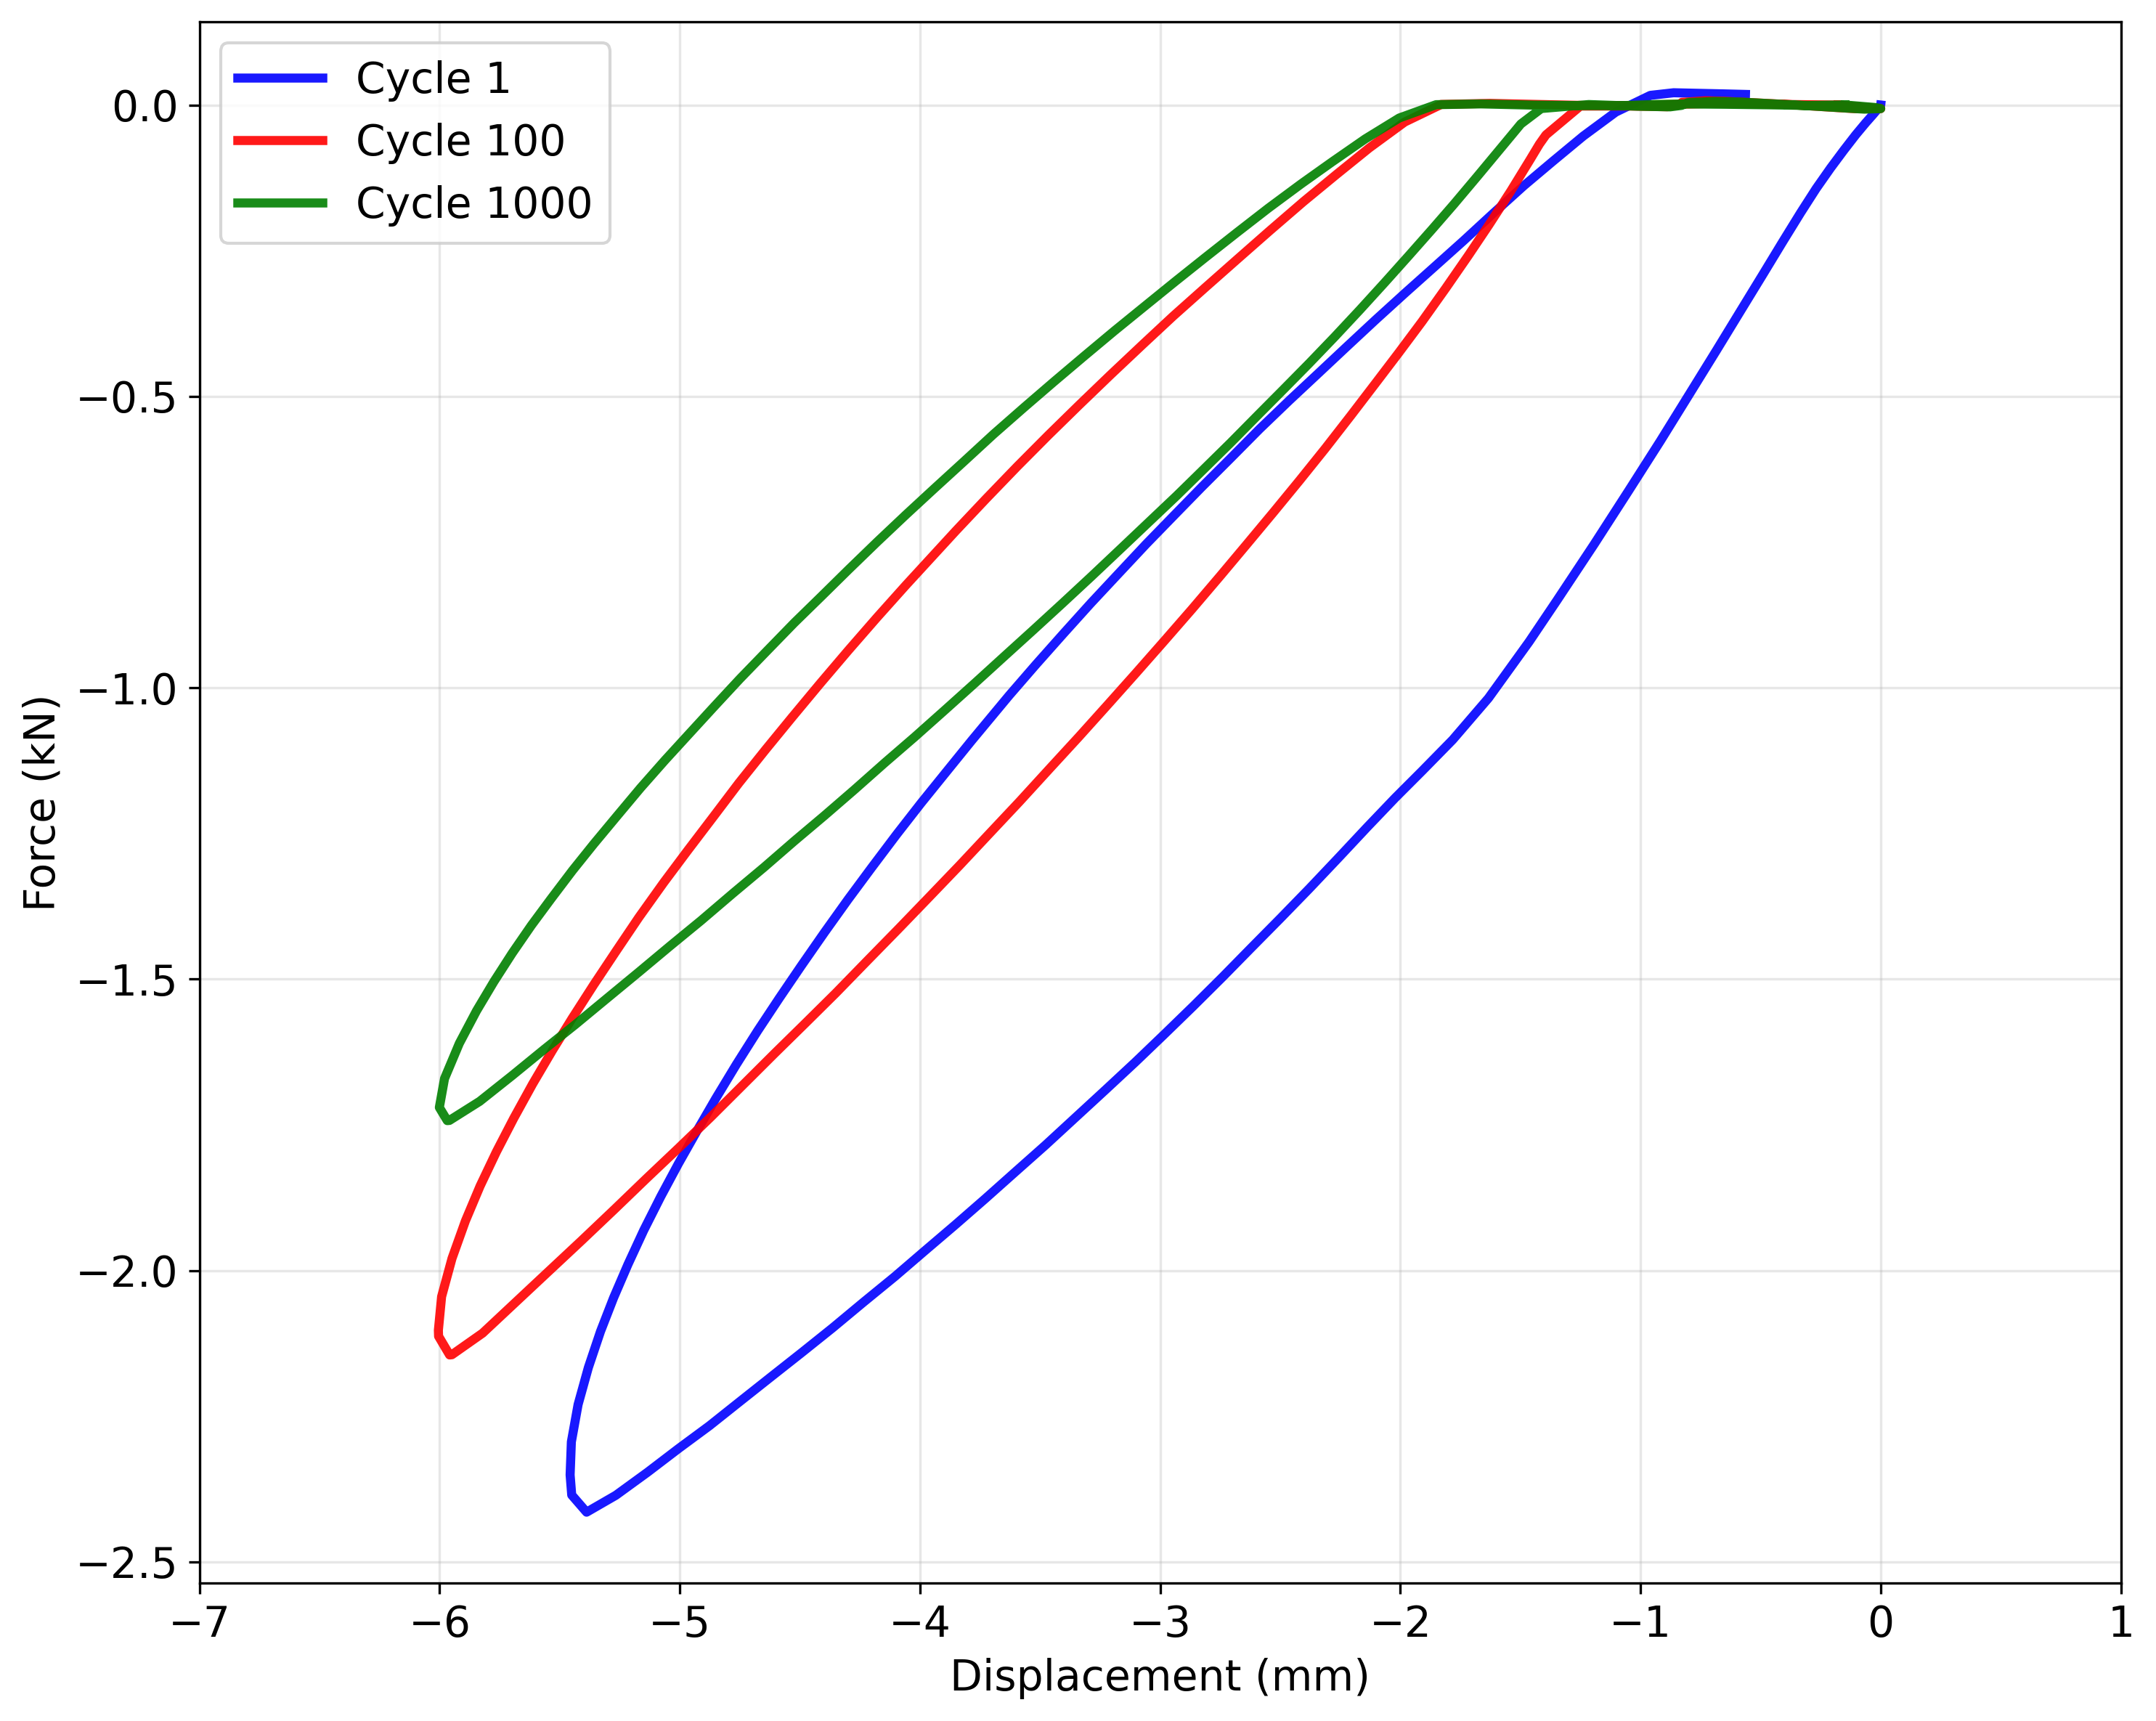 Cycle 1
Cycle 100
Cycle 1000
0.0
−0.5
−1.0
−1.5
−2.0
−2.5
Force (kN)
−7 −6 −5 −4 −3 −2 −1 0 1
Displacement (mm)